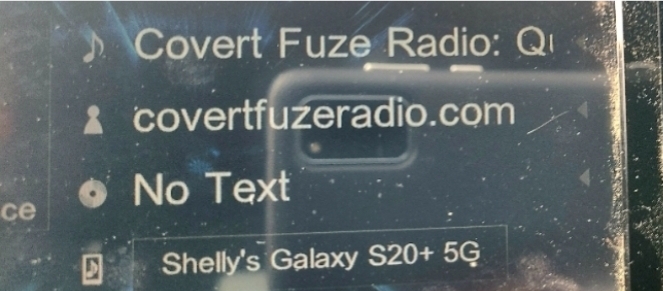 Covert Fuze Radio:
covertfuzeradio.com
No Text
ce
Shelly's Galaxy S20+ 5G